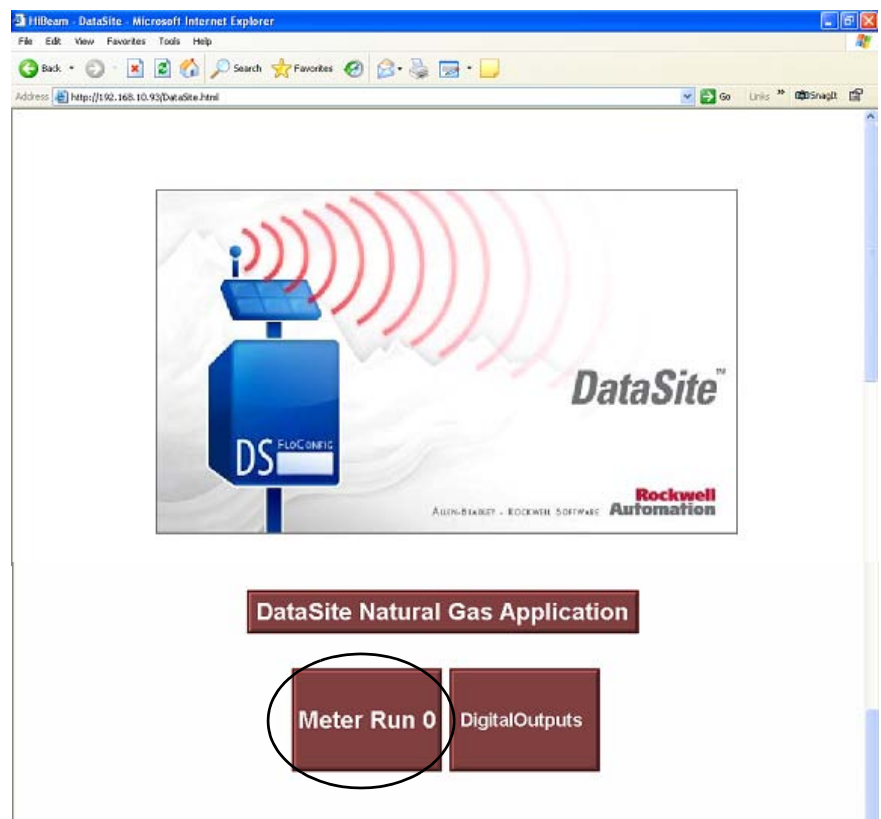 HiBeam - DataSite - Microsoft Internet Explorer
File Edit View Favorites Tools Help
Back Search Favorites
Address http://192.168.10.93/DataSite.html Go Links » SnagIt
DataSite™
DS FLOCONFIG
ALLEN-BRADLEY • ROCKWELL SOFTWARE Rockwell Automation
DataSite Natural Gas Application
Meter Run 0 DigitalOutputs